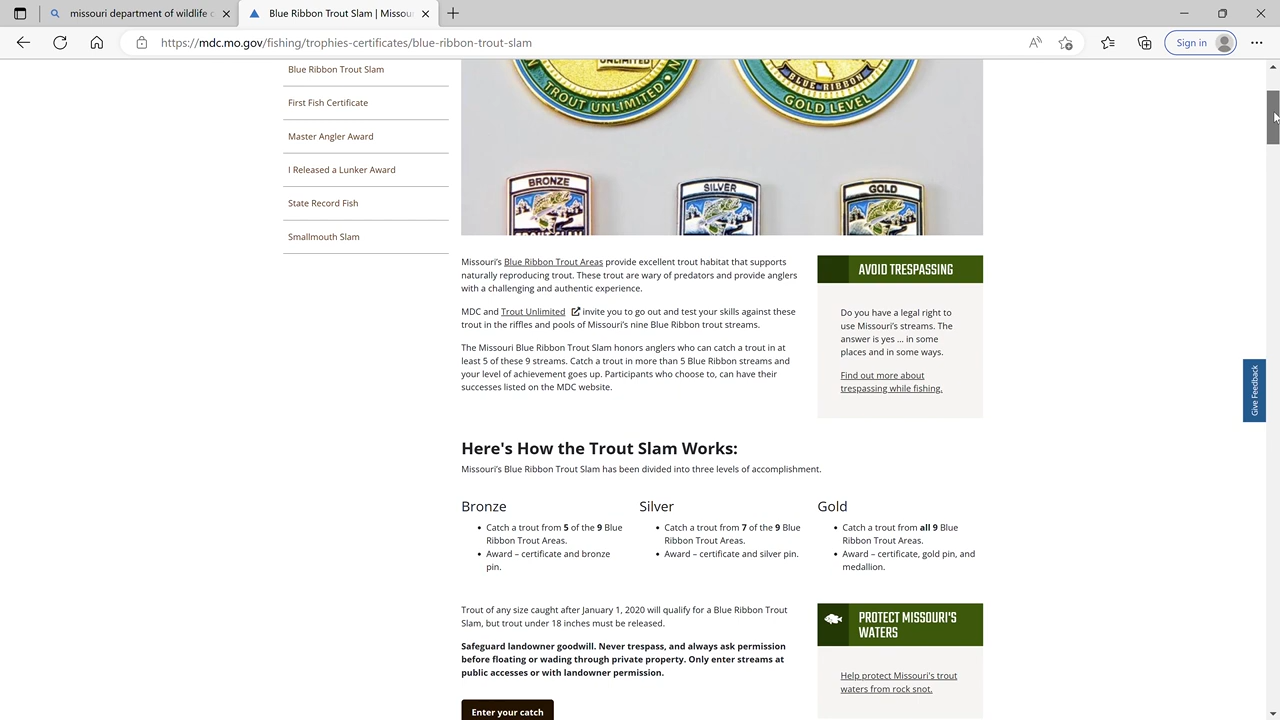 missouri department of wildlife c
Blue Ribbon Trout Slam | Missou
https://mdc.mo.gov/fishing/trophies-certificates/blue-ribbon-trout-slam
Sign in
Blue Ribbon Trout Slam
First Fish Certificate
Master Angler Award
I Released a Lunker Award
State Record Fish
Smallmouth Slam
UNLIMITED
TROUT UNLIMITED
BLUE RIBBON
GOLD LEVEL
BRONZE
SILVER
GOLD
Missouri's Blue Ribbon Trout Areas provide excellent trout habitat that supports
naturally reproducing trout. These trout are wary of predators and provide anglers
with a challenging and authentic experience.
MDC and Trout Unlimited invite you to go out and test your skills against these
trout in the riffles and pools of Missouri's nine Blue Ribbon trout streams.
The Missouri Blue Ribbon Trout Slam honors anglers who can catch a trout in at
least 5 of these 9 streams. Catch a trout in more than 5 Blue Ribbon streams and
your level of achievement goes up. Participants who choose to, can have their
successes listed on the MDC website.
AVOID TRESPASSING
Do you have a legal right to
use Missouri's streams. The
answer is yes ... in some
places and in some ways.
Find out more about
trespassing while fishing.
Give Feedback
Here's How the Trout Slam Works:
Missouri's Blue Ribbon Trout Slam has been divided into three levels of accomplishment.
Bronze
• Catch a trout from 5 of the 9 Blue
Ribbon Trout Areas.
• Award – certificate and bronze
pin.
Silver
• Catch a trout from 7 of the 9 Blue
Ribbon Trout Areas.
• Award – certificate and silver pin.
Gold
• Catch a trout from all 9 Blue
Ribbon Trout Areas.
• Award – certificate, gold pin, and
medallion.
Trout of any size caught after January 1, 2020 will qualify for a Blue Ribbon Trout
Slam, but trout under 18 inches must be released.
Safeguard landowner goodwill. Never trespass, and always ask permission
before floating or wading through private property. Only enter streams at
public accesses or with landowner permission.
Enter your catch
PROTECT MISSOURI'S
WATERS
Help protect Missouri's trout
waters from rock snot.